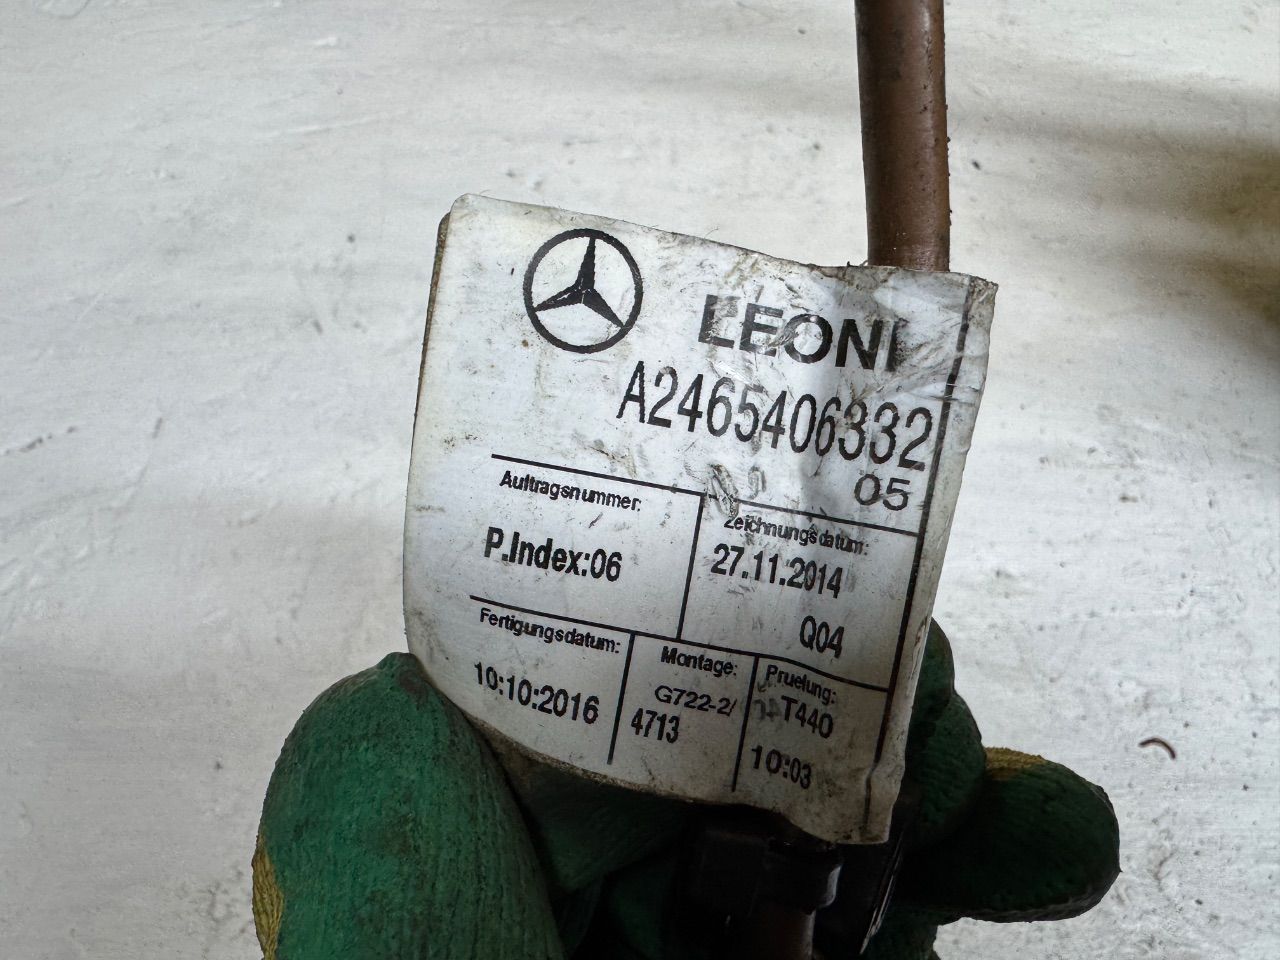 LEONI
A2465406332
05
Auftragsnummer:
P.Index:06
Zeichnungsdatum:
27.11.2014
Q04
Fertigungsdatum:
10:10:2016
Montage:
G722-2/
4713
Pruefung:
T440
10:03